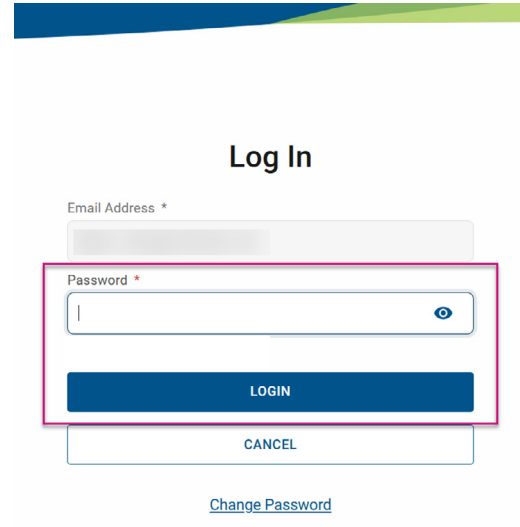 Log In
Email Address *
Password *
LOGIN
CANCEL
Change Password